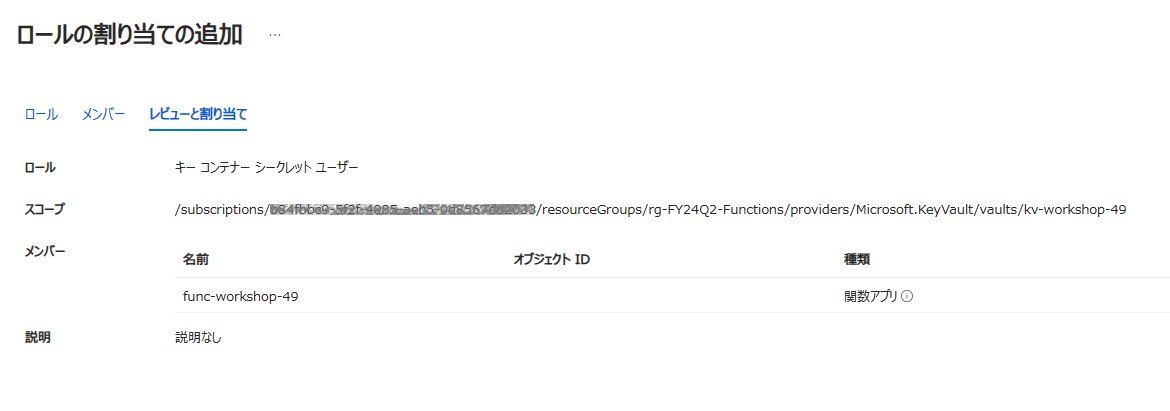 ロールの割り当ての追加 …
ロール メンバー レビューと割り当て
ロール キー コンテナー シークレット ユーザー
スコープ /subscriptions/ /resourceGroups/rg-FY24Q2-Functions/providers/Microsoft.KeyVault/vaults/kv-workshop-49
メンバー
名前 オブジェクト ID 種類
func-workshop-49 関数アプリ
説明 説明なし